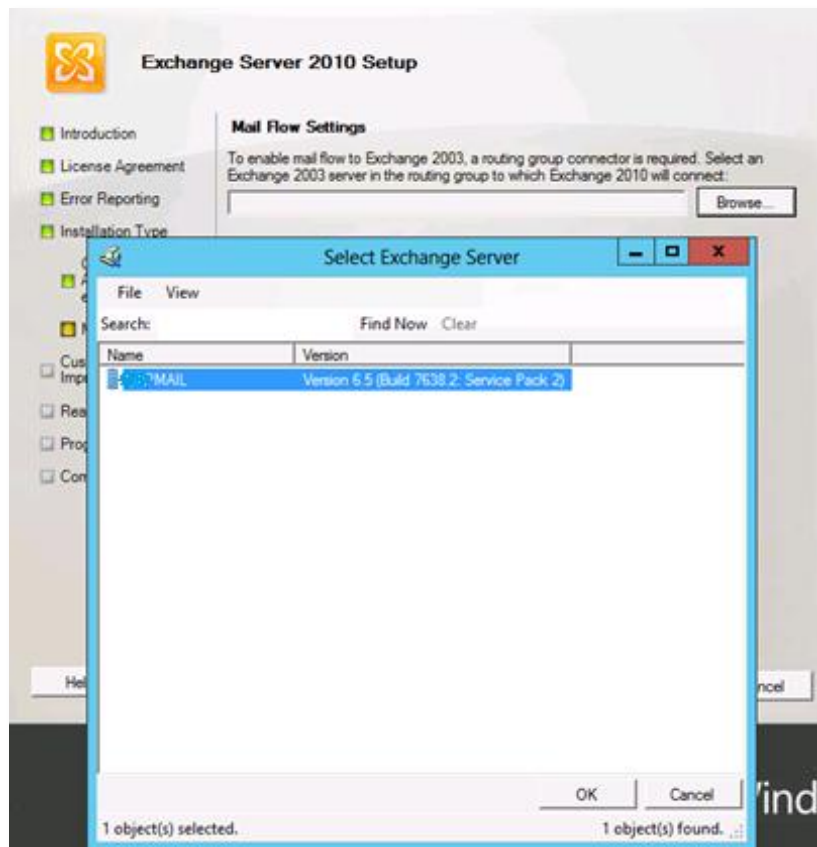 Exchange Server 2010 Setup
Introduction
License Agreement
Error Reporting
Installation Type
Mail Flow Settings
To enable mail flow to Exchange 2003, a routing group connector is required. Select an
Exchange 2003 server in the routing group to which Exchange 2010 will connect:
Browse...
Select Exchange Server
File View
Search: Find Now Clear
Name Version
MAIL Version 6.5 (Build 7638.2: Service Pack 2)
OK Cancel
1 object(s) selected. 1 object(s) found.